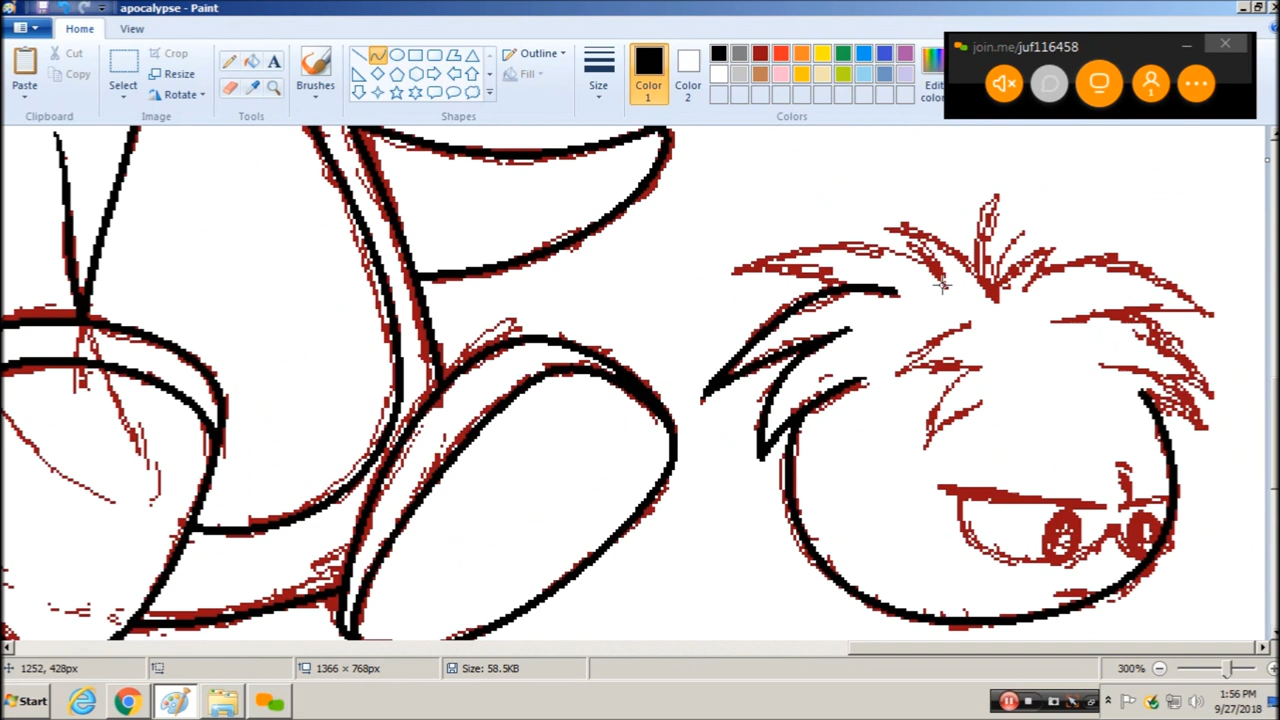 apocalypse - Paint
Home View
join.me/juf116458
Paste
Cut
Copy
Select
Crop
Resize
Rotate
A
Brushes
Outline
Fill
Size
Color 1
Color 2
Edit colors
Clipboard Image Tools Shapes Colors
1
1252, 428px
1366 × 768px
Size: 58.5KB
300%
Start
1:56 PM
9/27/2018